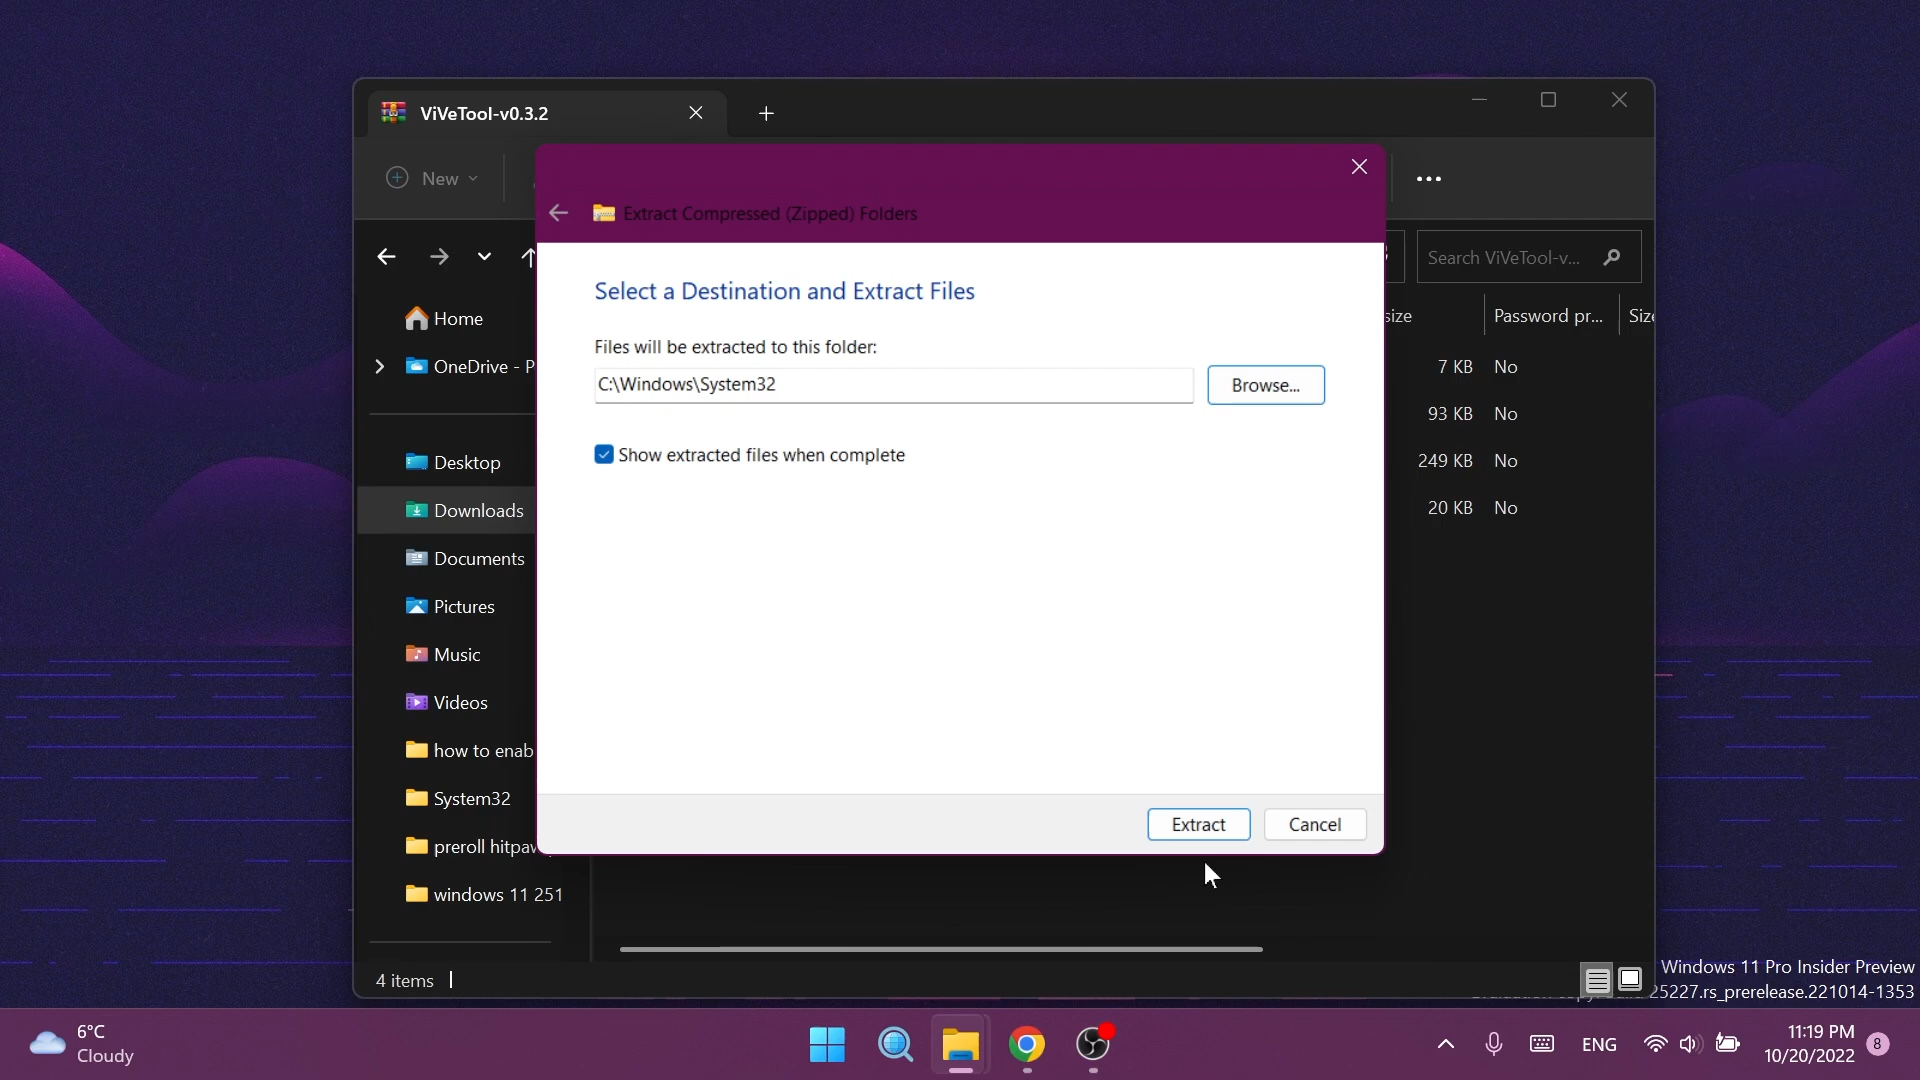 ViVeTool-v0.3.2
New
Extract Compressed (Zipped) Folders
Search ViVeTool-v...
Select a Destination and Extract Files
Home
size
Password pr...
Files will be extracted to this folder:
OneDrive - P
7 KB No
C:\Windows\System32
Browse...
93 KB No
Show extracted files when complete
Desktop
249 KB No
Downloads
20 KB No
Documents
Pictures
Music
Videos
how to enab
System32
Extract
Cancel
preroll hitpaw
windows 11 251
4 items
Windows 11 Pro Insider Preview
25227.rs_prerelease.221014-1353
6°C
Cloudy
ENG
11:19 PM
10/20/2022
8